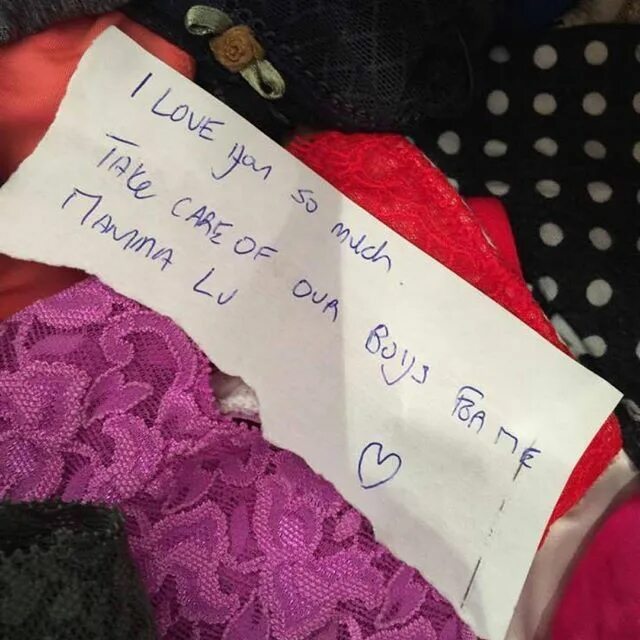 I LOVE you so much.
TAKE CARE OF OUR BOYS FOR ME
MAMMA LU